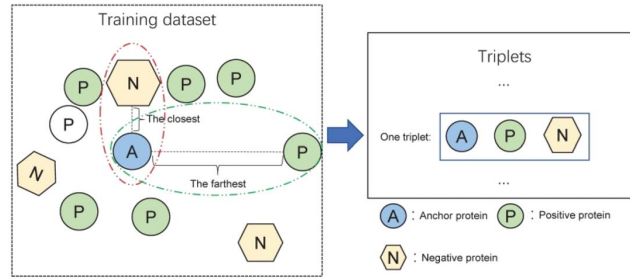 Training dataset
P
P
N
P
P
P
The closest
A
P
The farthest
N
P
P
N
Triplets
...
One triplet:
A P N
...
A : Anchor protein P : Positive protein
N : Negative protein